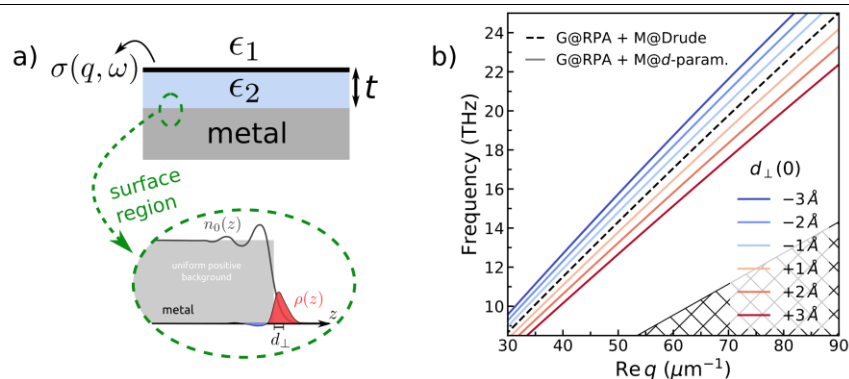 a)
ϵ₁
σ(q, ω)
ϵ₂
t
metal
surface
region
n₀(z)
uniform positive
background
ρ(z)
metal
z
d⊥
b)
G@RPA + M@Drude
G@RPA + M@d-param.
Frequency (THz)
24
22
20
18
16
14
12
10
d⊥(0)
−3 Å
−2 Å
−1 Å
+1 Å
+2 Å
+3 Å
30 40 50 60 70 80 90
Re q (μm⁻¹)